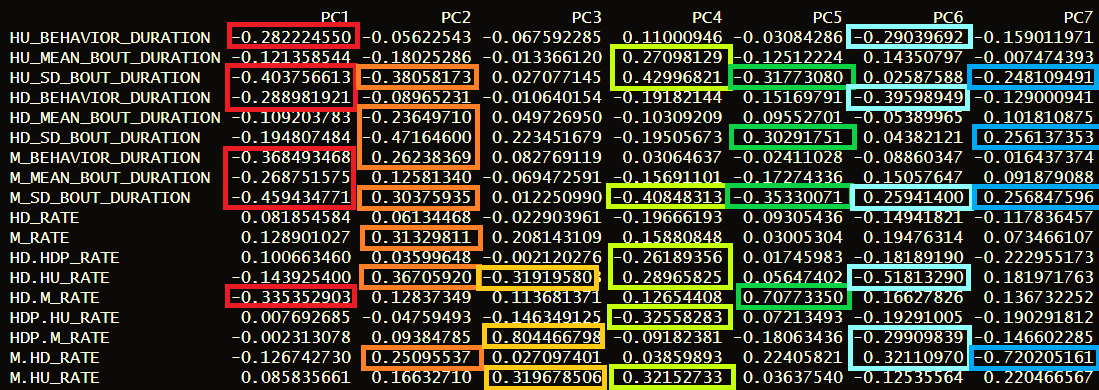 PC1 PC2 PC3 PC4 PC5 PC6 PC7
HU_BEHAVIOR_DURATION -0.282224550 -0.05622543 -0.067592285 0.11000946 -0.03084286 -0.29039692 -0.159011971
HU_MEAN_BOUT_DURATION -0.121358544 -0.18025286 -0.013366120 0.27098129 -0.12512224 0.14350797 -0.007474393
HU_SD_BOUT_DURATION -0.403756613 -0.38058173 0.027077145 0.42996821 -0.31773080 0.02587588 -0.248109491
HD_BEHAVIOR_DURATION -0.288981921 0.08965231 -0.010640154 -0.19182144 0.15169791 -0.39598949 -0.129000941
HD_MEAN_BOUT_DURATION -0.109203783 -0.23649710 0.049726950 -0.10309209 0.09552701 -0.05389965 0.101810875
HD_SD_BOUT_DURATION -0.194807484 -0.47164600 0.223451679 -0.19505673 0.39291751 0.04382121 0.256137353
M_BEHAVIOR_DURATION -0.368493468 0.26238369 0.082769119 0.03064637 -0.02411028 -0.08860347 -0.016437374
M_MEAN_BOUT_DURATION -0.268751575 0.12581340 -0.069472591 -0.15691101 -0.17274336 0.15057647 0.091879088
M_SD_BOUT_DURATION -0.459434771 0.30375935 -0.012250990 -0.40848313 -0.35330071 0.25941400 0.256847596
HD_RATE 0.081854584 0.06134468 -0.022903961 -0.19666193 0.09305436 -0.14941821 -0.117836457
M_RATE 0.128901027 0.31329811 0.208143109 0.15880848 0.03005304 0.19476314 0.073466107
HD.HDP_RATE 0.100663460 0.03599648 -0.002120276 -0.26189356 0.01745983 -0.18189190 -0.222955173
HD.HU_RATE -0.143925400 0.36705920 0.28965825 0.05647402 0.51813290 0.181971763
HD.M_RATE -0.335352903 0.12837349 0.113681371 0.12654408 0.70773350 0.16627826 0.136732252
HDP.HU_RATE 0.007692685 -0.04759493 -0.146349125 -0.32558283 0.07213493 -0.19291005 -0.190291812
HDP.M_RATE -0.002313078 0.09384785 0.804466798 -0.09182381 -0.18063436 -0.29909839 -0.146602285
M.HD_RATE -0.126742730 0.25095537 0.027097401 0.03859893 0.22405821 0.32110970 -0.720205161
M.HU_RATE 0.085835661 0.16632710 0.319678506 0.32152733 0.03637540 -0.12535564 0.220466567